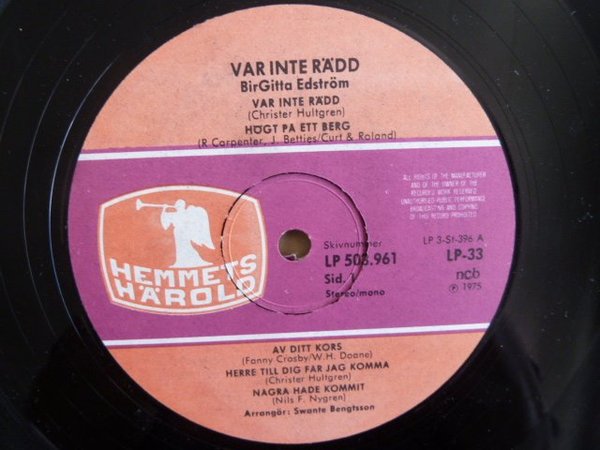 VAR INTE RÄDD
BirGitta Edström
VAR INTE RÄDD
(Christer Hultgren)
HÖGT PA ETT BERG
(R Carpenter, J. Betties/Curt & Roland)
ALL RIGHTS OF THE MANUFACTURER
AND OF THE OWNER OF THE
RECORDED WORK RESERVED
UNAUTHORISED PUBLIC PERFORMANCE
BROADCASTING AND COPYING
OF THIS RECORD PROHIBITED
HEMMETS
HÄROLD
Skivnummer
LP 503.961
Sid. 1
Stereo/mono
LP 3-St-396 A
LP-33
ncb
℗ 1975
AV DITT KORS
(Fanny Crosby/W.H. Doane)
HERRE TILL DIG FAR JAG KOMMA
(Christer Hultgren)
NAGRA HADE KOMMIT
(Nils F. Nygren)
Arrangör: Swante Bengtsson